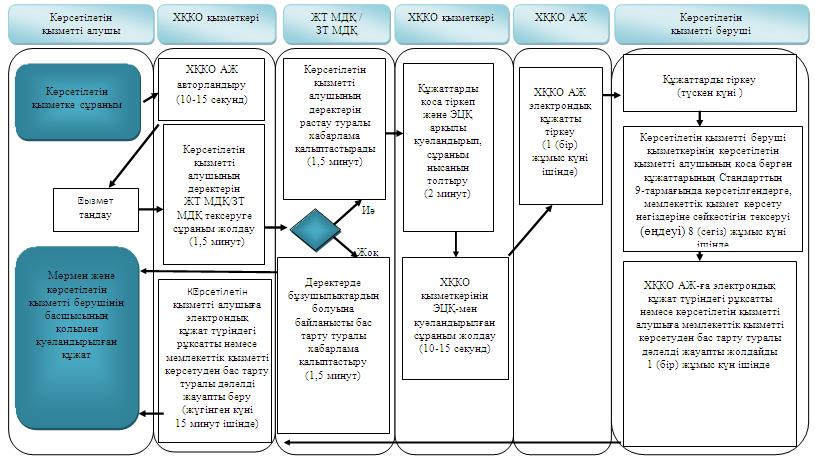 Көрсетілетін
қызметті алушы
ХҚКО қызметкері
ЖТ МДҚ /
ЗТ МДҚ
ХҚКО қызметкері
ХҚКО АЖ
Көрсетілетін
қызметті беруші
Көрсетілетін
қызметке сұраным
Қызмет
таңдау
Мөрмен және
көрсетілетін
қызметті берушінің
басшысының
қолымен
куәландырылған
құжат
ХҚКО АЖ
авторландыру
(10-15 секунд)
Көрсетілетін
қызметті
алушының
деректерін
ЖТ МДҚ/ЗТ
МДҚ тексеруге
сұраным жолдау
(1,5 минут)
Көрсетілетін
қызметті алушыға
электрондық
құжат түріндегі
рұқсатты немесе
мемлекеттік қызметті
көрсетуден бас тарту
туралы дәлелді
жауапты беру
(жүгінген күні
15 минут ішінде)
Көрсетілетін
қызметті
алушының
деректерін
растау туралы
хабарлама
қалыптастырады
(1,5 минут)
Иә
Жоқ
Деректерде
бұзушылықтардың
болуына
байланысты бас
тарту туралы
хабарлама
қалыптастыру
(1,5 минут)
Құжаттарды
қоса тіркеп
және ЭЦҚ
арқылы
куәландырып,
сұраным
нысанын
толтыру
(2 минут)
ХҚКО
қызметкерінің
ЭЦҚ-мен
куәландырылған
сұраным жолдау
(10-15 секунд)
ХҚКО АЖ
электрондық
құжатты
тіркеу
(1 (бір)
жұмыс күні
ішінде)
Құжаттарды тіркеу
(түскен күні )
Көрсетілетін қызметті беруші
қызметкерінің көрсетілетін
қызметті алушының қоса берген
құжаттарының Стандарттың
9-тармағында көрсетілгендерге,
мемлекеттік қызмет көрсету
негіздеріне сәйкестігін тексеруі
(өңдеуі) 8 (сегіз) жұмыс күні
ішінде
ХҚКО АЖ-ға электрондық
құжат түріндегі рұқсатты
немесе көрсетілетін қызметті
алушыға мемлекеттік қызметті
көрсетуден бас тарту туралы
дәлелді жауапты жолдайды
1 (бір) жұмыс күн ішінде